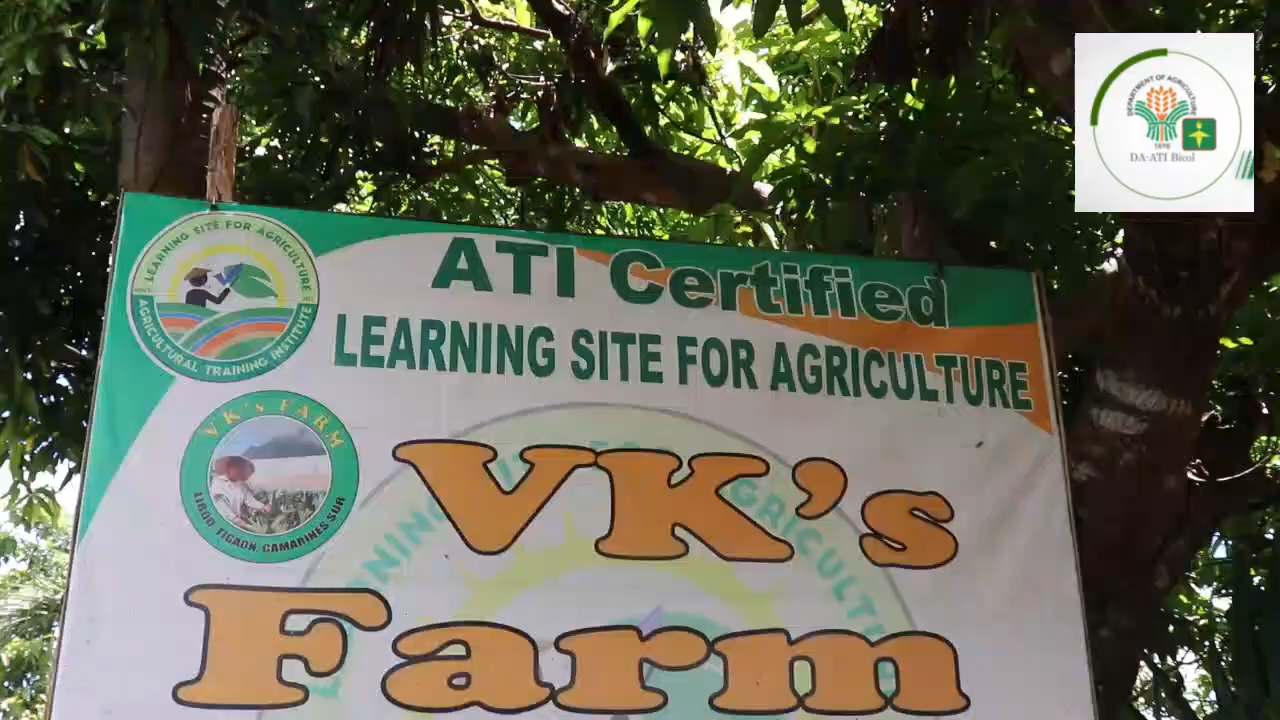 DEPARTMENT OF AGRICULTURE
1898
DA-ATI Bicol
LEARNING SITE FOR AGRICULTURE
AGRICULTURAL TRAINING INSTITUTE
ATI Certified
LEARNING SITE FOR AGRICULTURE
VK's FARM
TIGAON, CAMARINES SUR
VK's
Farm